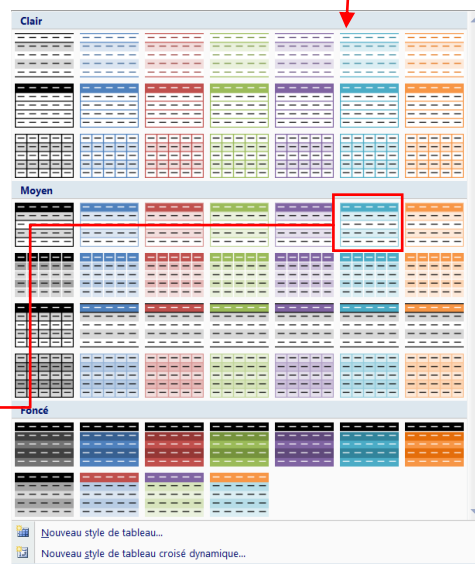 Clair
Moyen
Foncé
Nouveau style de tableau...
Nouveau style de tableau croisé dynamique...